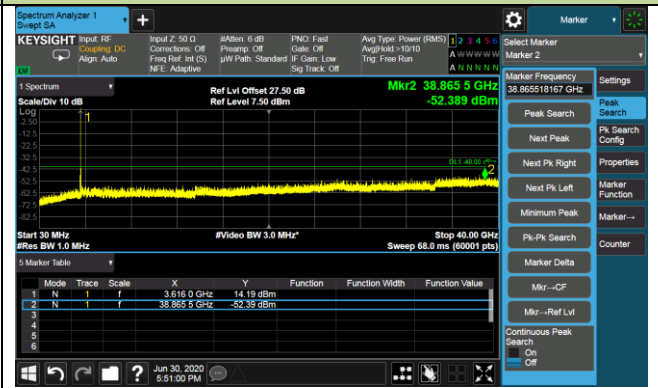 Spectrum Analyzer 1
Swept SA
+
Marker
KEYSIGHT
Input: RF
Coupling: DC
Align: Auto
Input Z: 50 Ω
Corrections: Off
Freq Ref: Int (S)
NFE: Adaptive
#Atten: 6 dB
Preamp: Off
µW Path: Standard
PNO: Fast
Gate: Off
IF Gain: Low
Sig Track: Off
Avg Type: Power (RMS)
Avg|Hold:>10/10
Trig: Free Run
1 2 3 4 5 6
A W W W W W
A N N N N N
LXI
Select Marker
Marker 2
1 Spectrum
Scale/Div 10 dB
Ref Lvl Offset 27.50 dB
Ref Level 7.50 dBm
Mkr2 38.865 5 GHz
-52.389 dBm
Log
-2.50
-12.5
-22.5
-32.5
-42.5
-52.5
-62.5
-72.5
-82.5
1
DL1 -40.00 dBm
2
Start 30 MHz
#Res BW 1.0 MHz
#Video BW 3.0 MHz*
Stop 40.00 GHz
Sweep 68.0 ms (60001 pts)
5 Marker Table
Mode Trace Scale X Y Function Function Width Function Value
1 N 1 f 3.616 0 GHz 14.19 dBm
2 N 1 f 38.865 5 GHz -52.39 dBm
3
4
5
6
Marker Frequency
38.865518167 GHz
Peak Search
Next Peak
Next Pk Right
Next Pk Left
Minimum Peak
Pk-Pk Search
Marker Delta
Mkr→CF
Mkr→Ref Lvl
Continuous Peak
Search
On
Off
Settings
Peak
Search
Pk Search
Config
Properties
Marker
Function
Marker→
Counter
?
Jun 30, 2020
5:51:00 PM